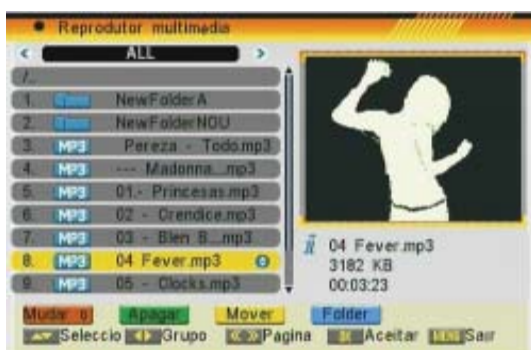 Reprodutor multimedia
ALL
/..
1. NewFolderA
2. NewFolderNOU
3. MP3 Pereza - Todo.mp3
4. MP3 --- Madonna_...mp3
5. MP3 01.- Princesas.mp3
6. MP3 02 - Orendice.mp3
7. MP3 03 - Bien B...mp3
8. MP3 04 Fever.mp3
9. MP3 05 - Clocks.mp3
04 Fever.mp3
3182 KB
00:03:23
Apagar Mover Folder
Seleccio Grupo Pagina Aceitar Sair